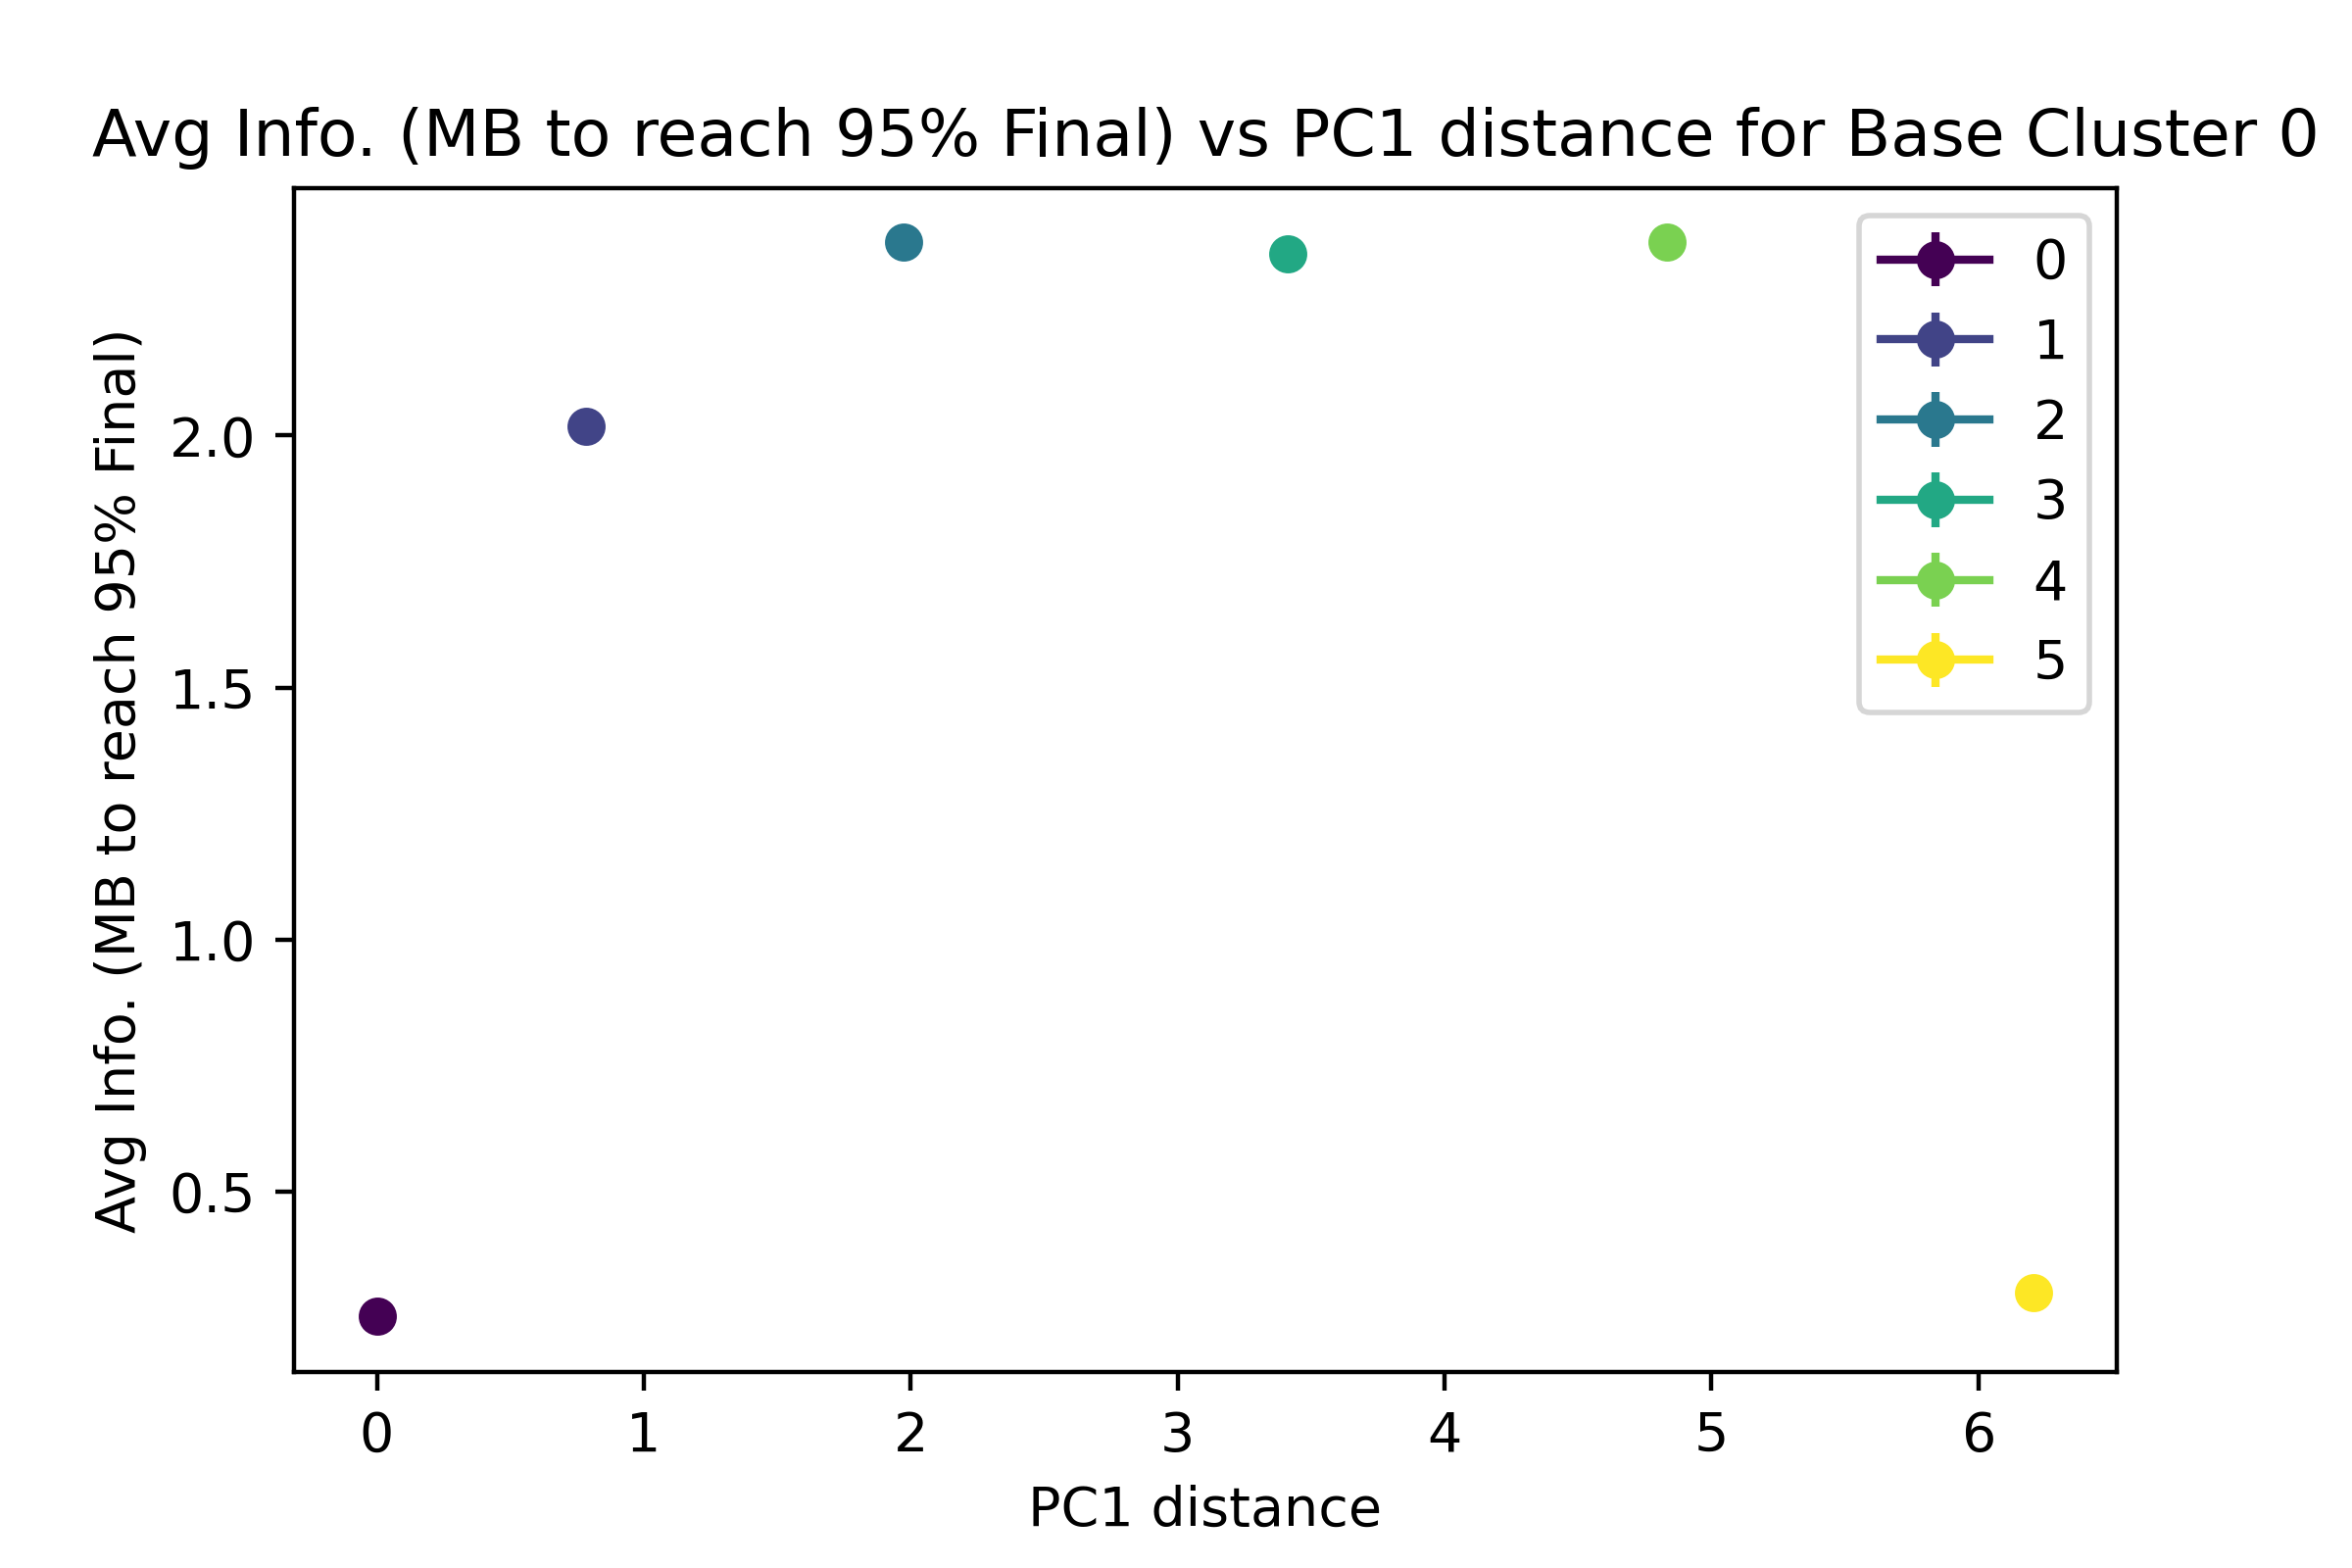 Avg Info. (MB to reach 95% Final) vs PC1 distance for Base Cluster 0
Avg Info. (MB to reach 95% Final)
2.0
1.5
1.0
0.5
0
1
2
3
4
5
0 1 2 3 4 5 6
PC1 distance